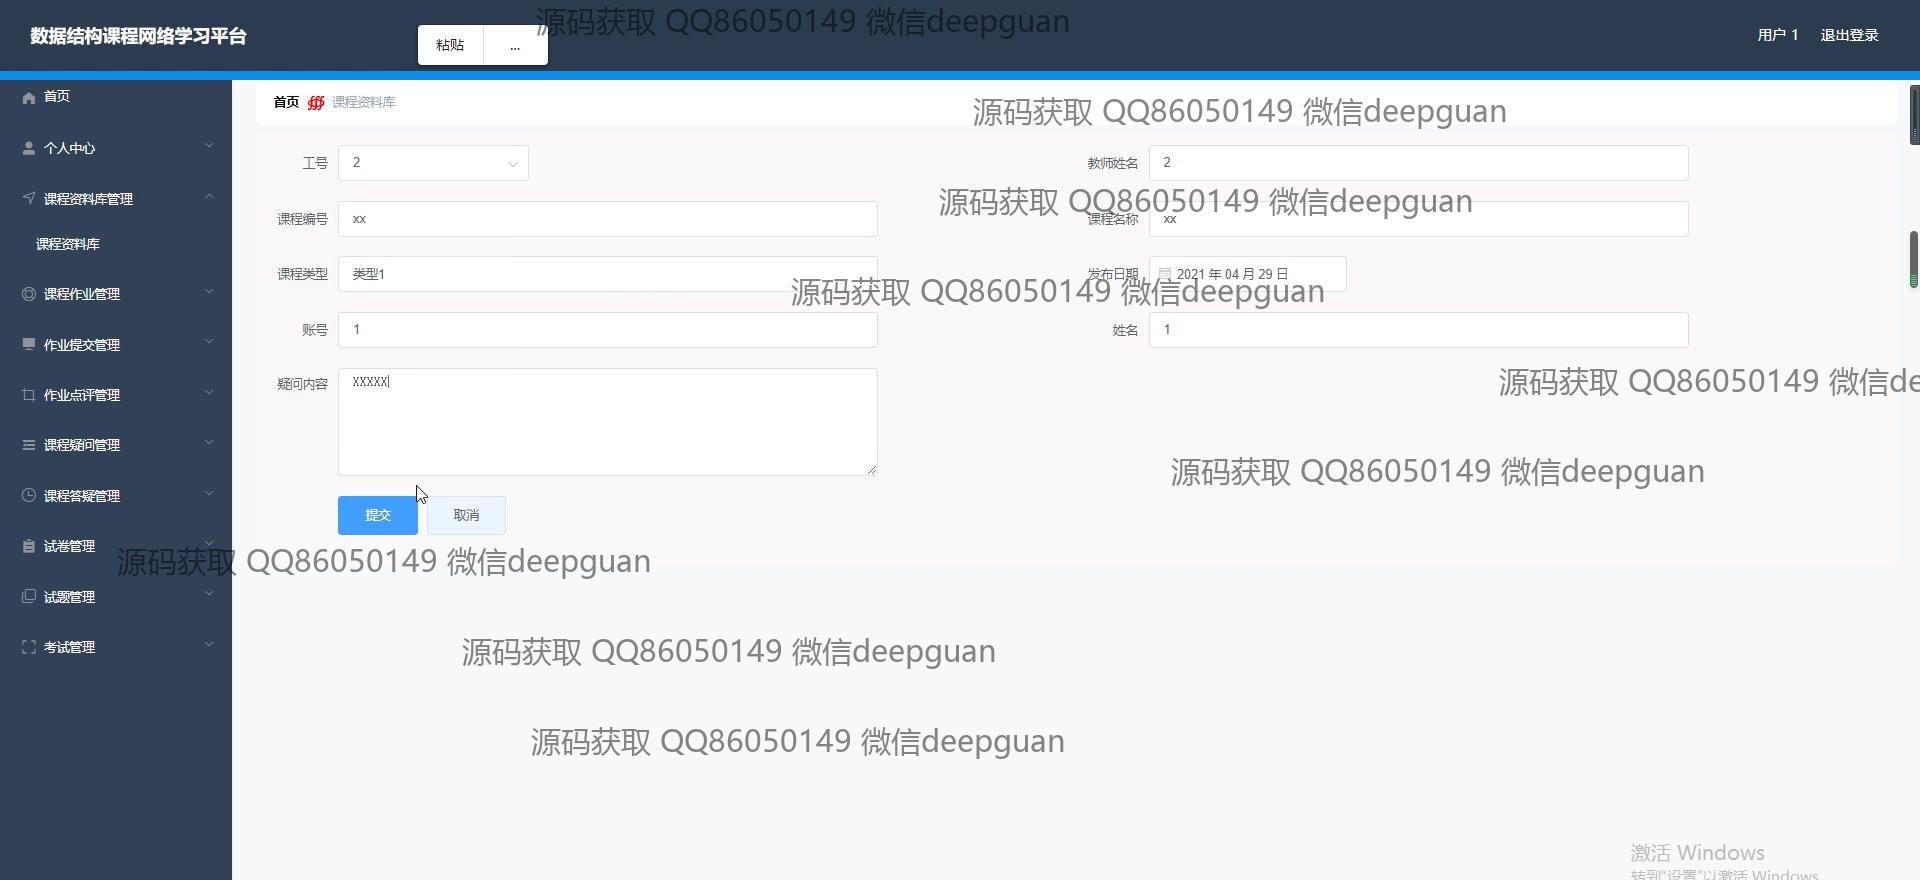 数据结构课程网络学习平台
粘贴
...
源码获取 QQ86050149 微信deepguan
用户 1
退出登录
首页
个人中心
课程资料库管理
课程资料库
课程作业管理
作业提交管理
作业点评管理
课程疑问管理
课程答疑管理
试卷管理
试题管理
考试管理
首页 课程资料库
源码获取 QQ86050149 微信deepguan
工号 2
教师姓名 2
源码获取 QQ86050149 微信deepguan
课程编号 xx
课程名称 xx
课程类型 类型1
发布日期 2021 年 04 月 29 日
源码获取 QQ86050149 微信deepguan
账号 1
姓名 1
疑问内容 XXXXX
源码获取 QQ86050149 微信de
源码获取 QQ86050149 微信deepguan
提交
取消
源码获取 QQ86050149 微信deepguan
源码获取 QQ86050149 微信deepguan
源码获取 QQ86050149 微信deepguan
激活 Windows
转到"设置"以激活 Windows